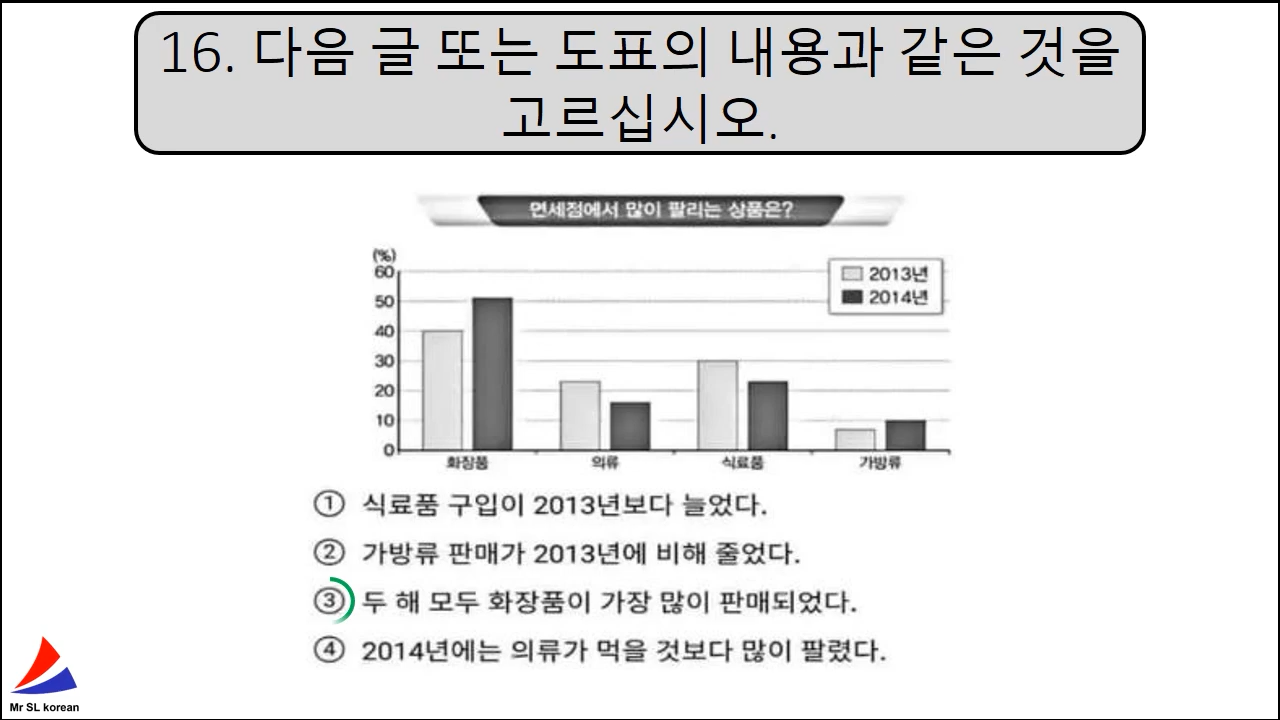 16. 다음 글 또는 도표의 내용과 같은 것을
고르십시오.
면세점에서 많이 팔리는 상품은?
(%)
60
50
40
30
20
10
0
2013년
2014년
화장품 의류 식료품 가방류
① 식료품 구입이 2013년보다 늘었다.
② 가방류 판매가 2013년에 비해 줄었다.
③ 두 해 모두 화장품이 가장 많이 판매되었다.
④ 2014년에는 의류가 먹을 것보다 많이 팔렸다.
Mr SL korean